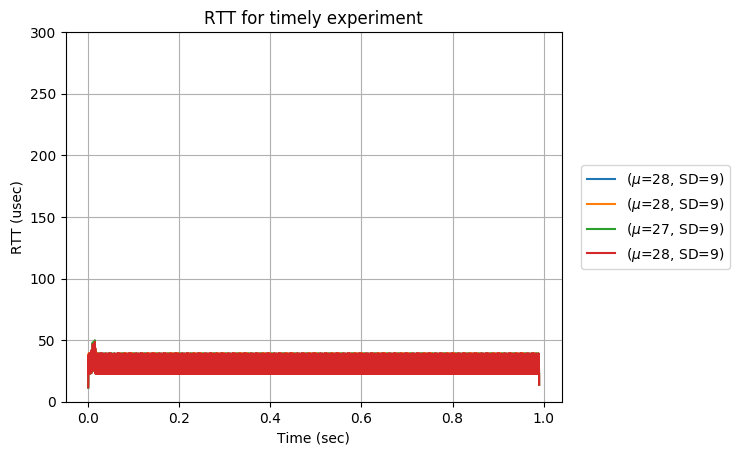 RTT for timely experiment
300
250
200
150
100
50
0
RTT (usec)
0.0 0.2 0.4 0.6 0.8 1.0
Time (sec)
(μ=28, SD=9)
(μ=28, SD=9)
(μ=27, SD=9)
(μ=28, SD=9)